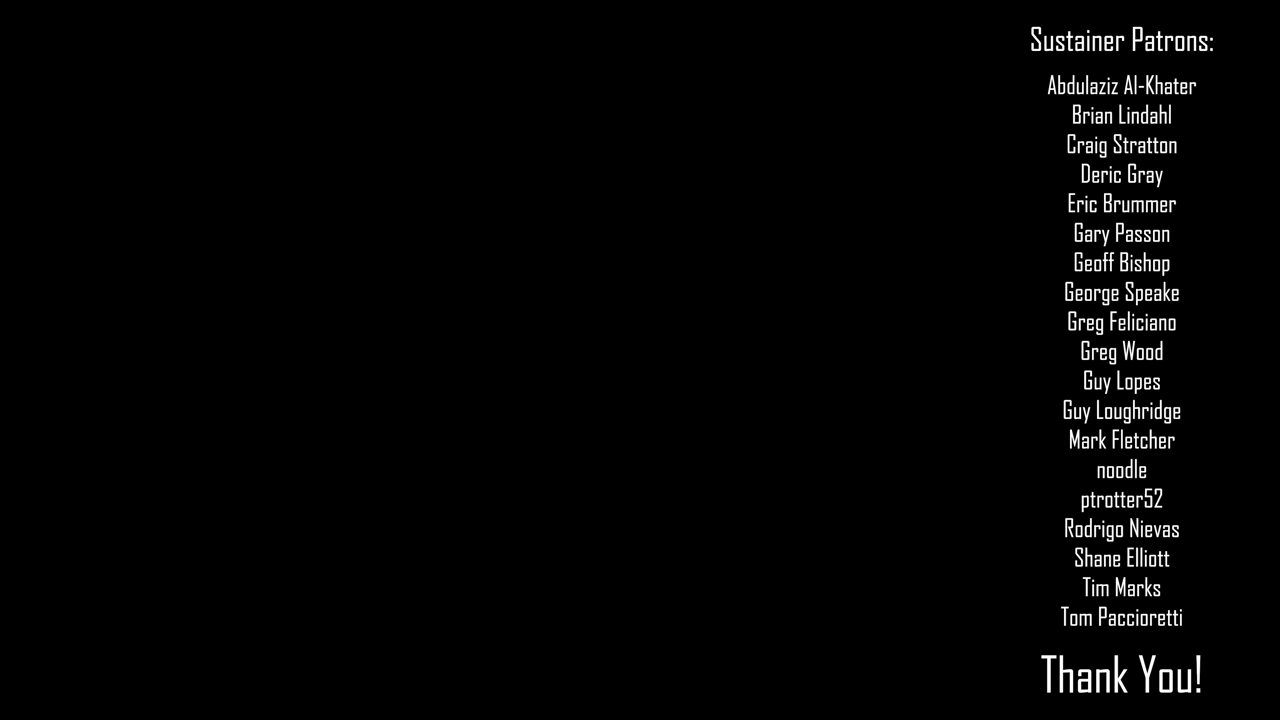 Sustainer Patrons:
Abdulaziz Al-Khater
Brian Lindahl
Craig Stratton
Deric Gray
Eric Brummer
Gary Passon
Geoff Bishop
George Speake
Greg Feliciano
Greg Wood
Guy Lopes
Guy Loughridge
Mark Fletcher
noodle
ptrotter52
Rodrigo Nievas
Shane Elliott
Tim Marks
Tom Paccioretti
Thank You!